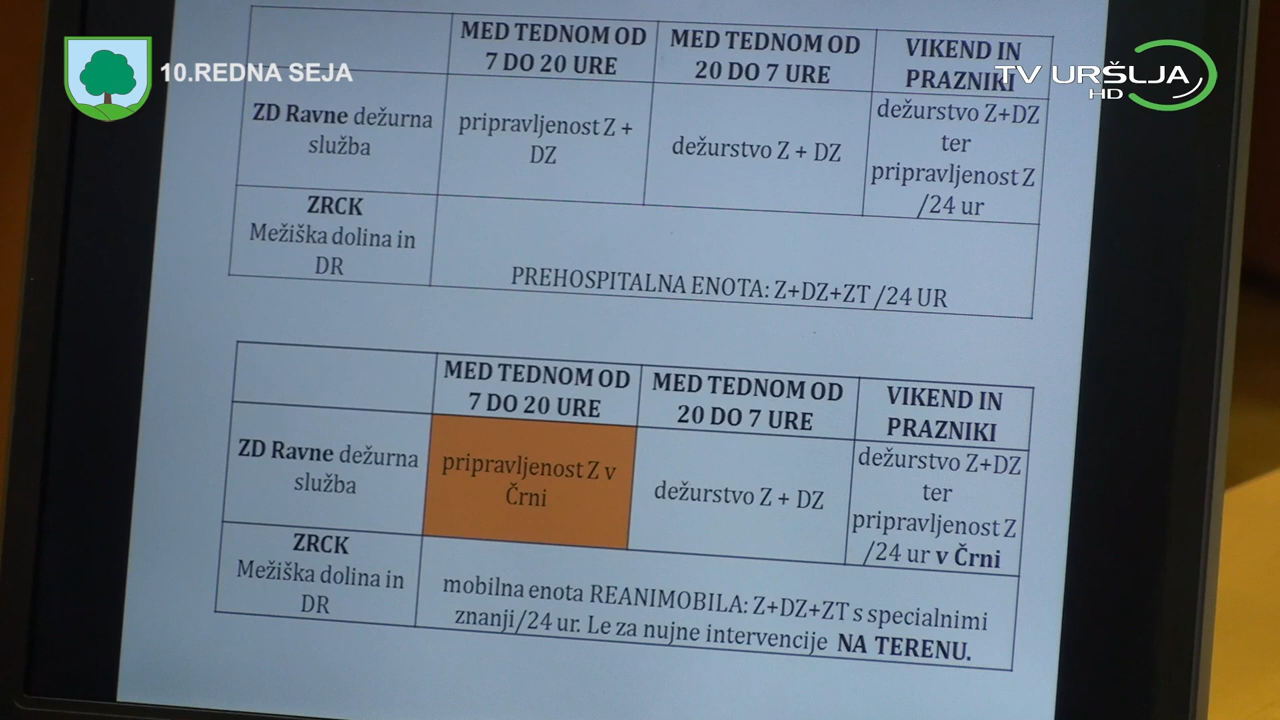 10.REDNA SEJA
TV URŠLJA
HD
MED TEDNOM OD
7 DO 20 URE
MED TEDNOM OD
20 DO 7 URE
VIKEND IN
PRAZNIKI
ZD Ravne dežurna
služba
pripravljenost Z +
DZ
dežurstvo Z + DZ
dežurstvo Z+DZ
ter
pripravljenost Z
/24 ur
ZRCK
Mežiška dolina in
DR
PREHOSPITALNA ENOTA: Z+DZ+ZT /24 UR
MED TEDNOM OD
7 DO 20 URE
MED TEDNOM OD
20 DO 7 URE
VIKEND IN
PRAZNIKI
ZD Ravne dežurna
služba
pripravljenost Z v
Črni
dežurstvo Z + DZ
dežurstvo Z+DZ
ter
pripravljenost Z
/24 ur v Črni
ZRCK
Mežiška dolina in
DR
mobilna enota REANIMOBILA: Z+DZ+ZT s specialnimi
znanji/24 ur. Le za nujne intervencije NA TERENU.